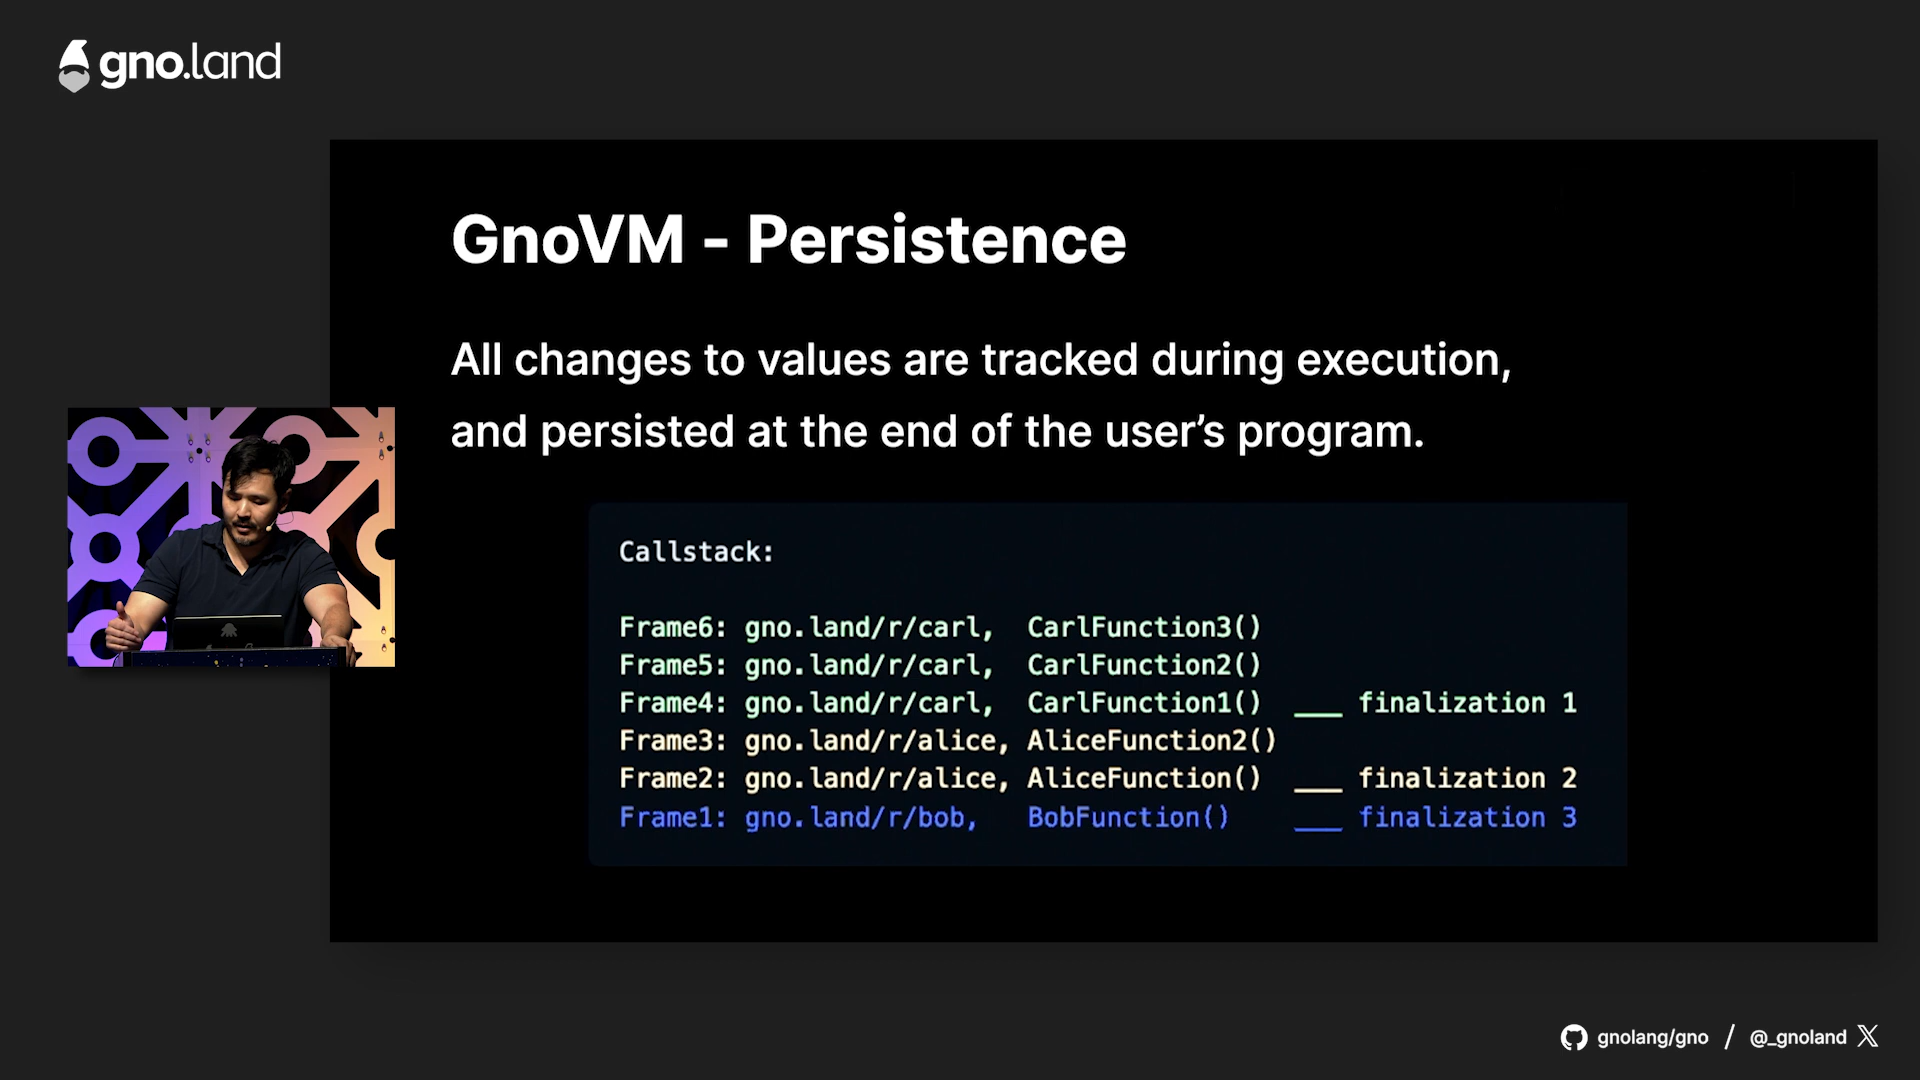 gno.land
GnoVM - Persistence
All changes to values are tracked during execution,
and persisted at the end of the user’s program.
Callstack:
Frame6: gno.land/r/carl, CarlFunction3()
Frame5: gno.land/r/carl, CarlFunction2()
Frame4: gno.land/r/carl, CarlFunction1() ___ finalization 1
Frame3: gno.land/r/alice, AliceFunction2()
Frame2: gno.land/r/alice, AliceFunction() ___ finalization 2
Frame1: gno.land/r/bob, BobFunction() ___ finalization 3
gnolang/gno / @_gnoland X